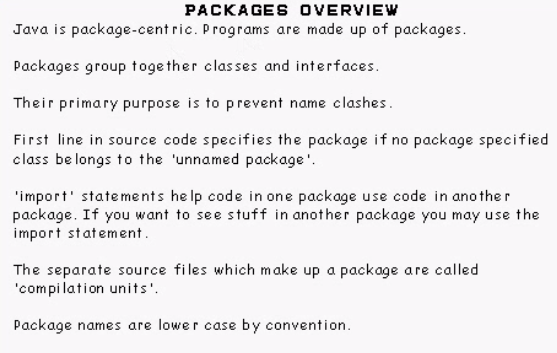 PACKAGES OVERVIEW
Java is package-centric. Programs are made up of packages.
Packages group together classes and interfaces.
Their primary purpose is to prevent name clashes.
First line in source code specifies the package if no package specified
class belongs to the 'unnamed package'.
'import' statements help code in one package use code in another
package. If you want to see stuff in another package you may use the
import statement.
The separate source files which make up a package are called
'compilation units'.
Package names are lower case by convention.